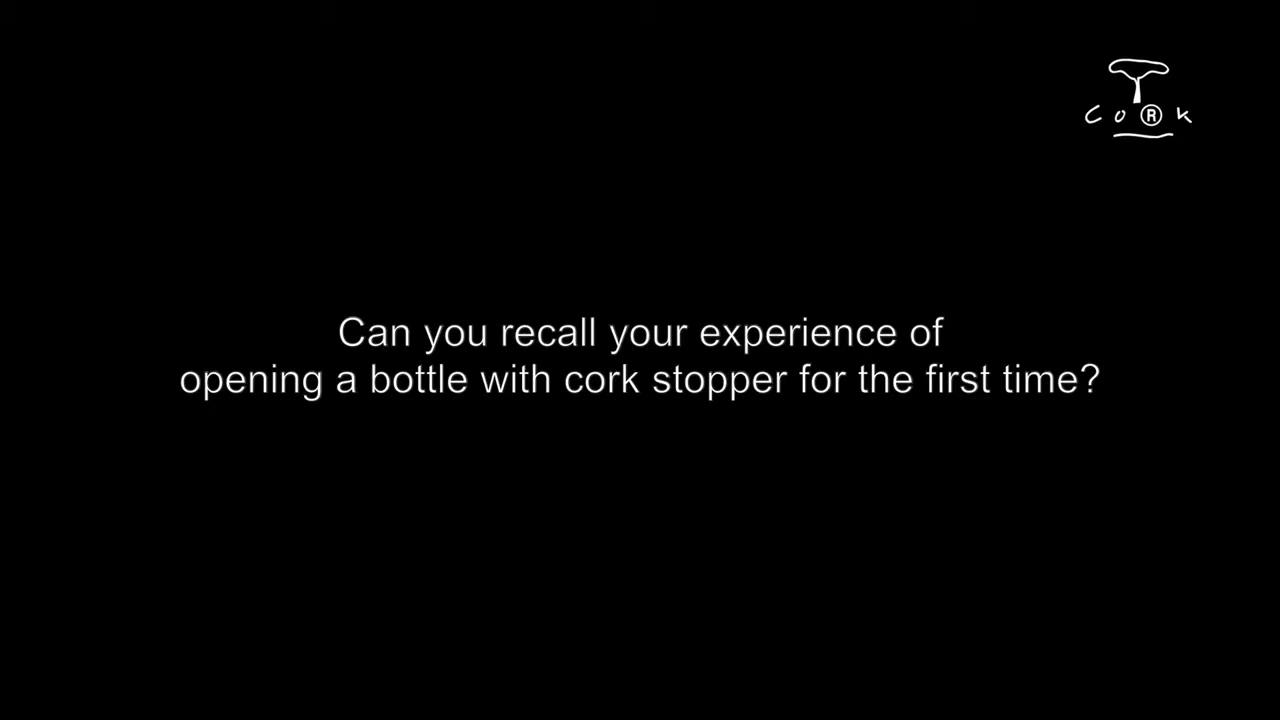 Co®k
Can you recall your experience of
opening a bottle with cork stopper for the first time?